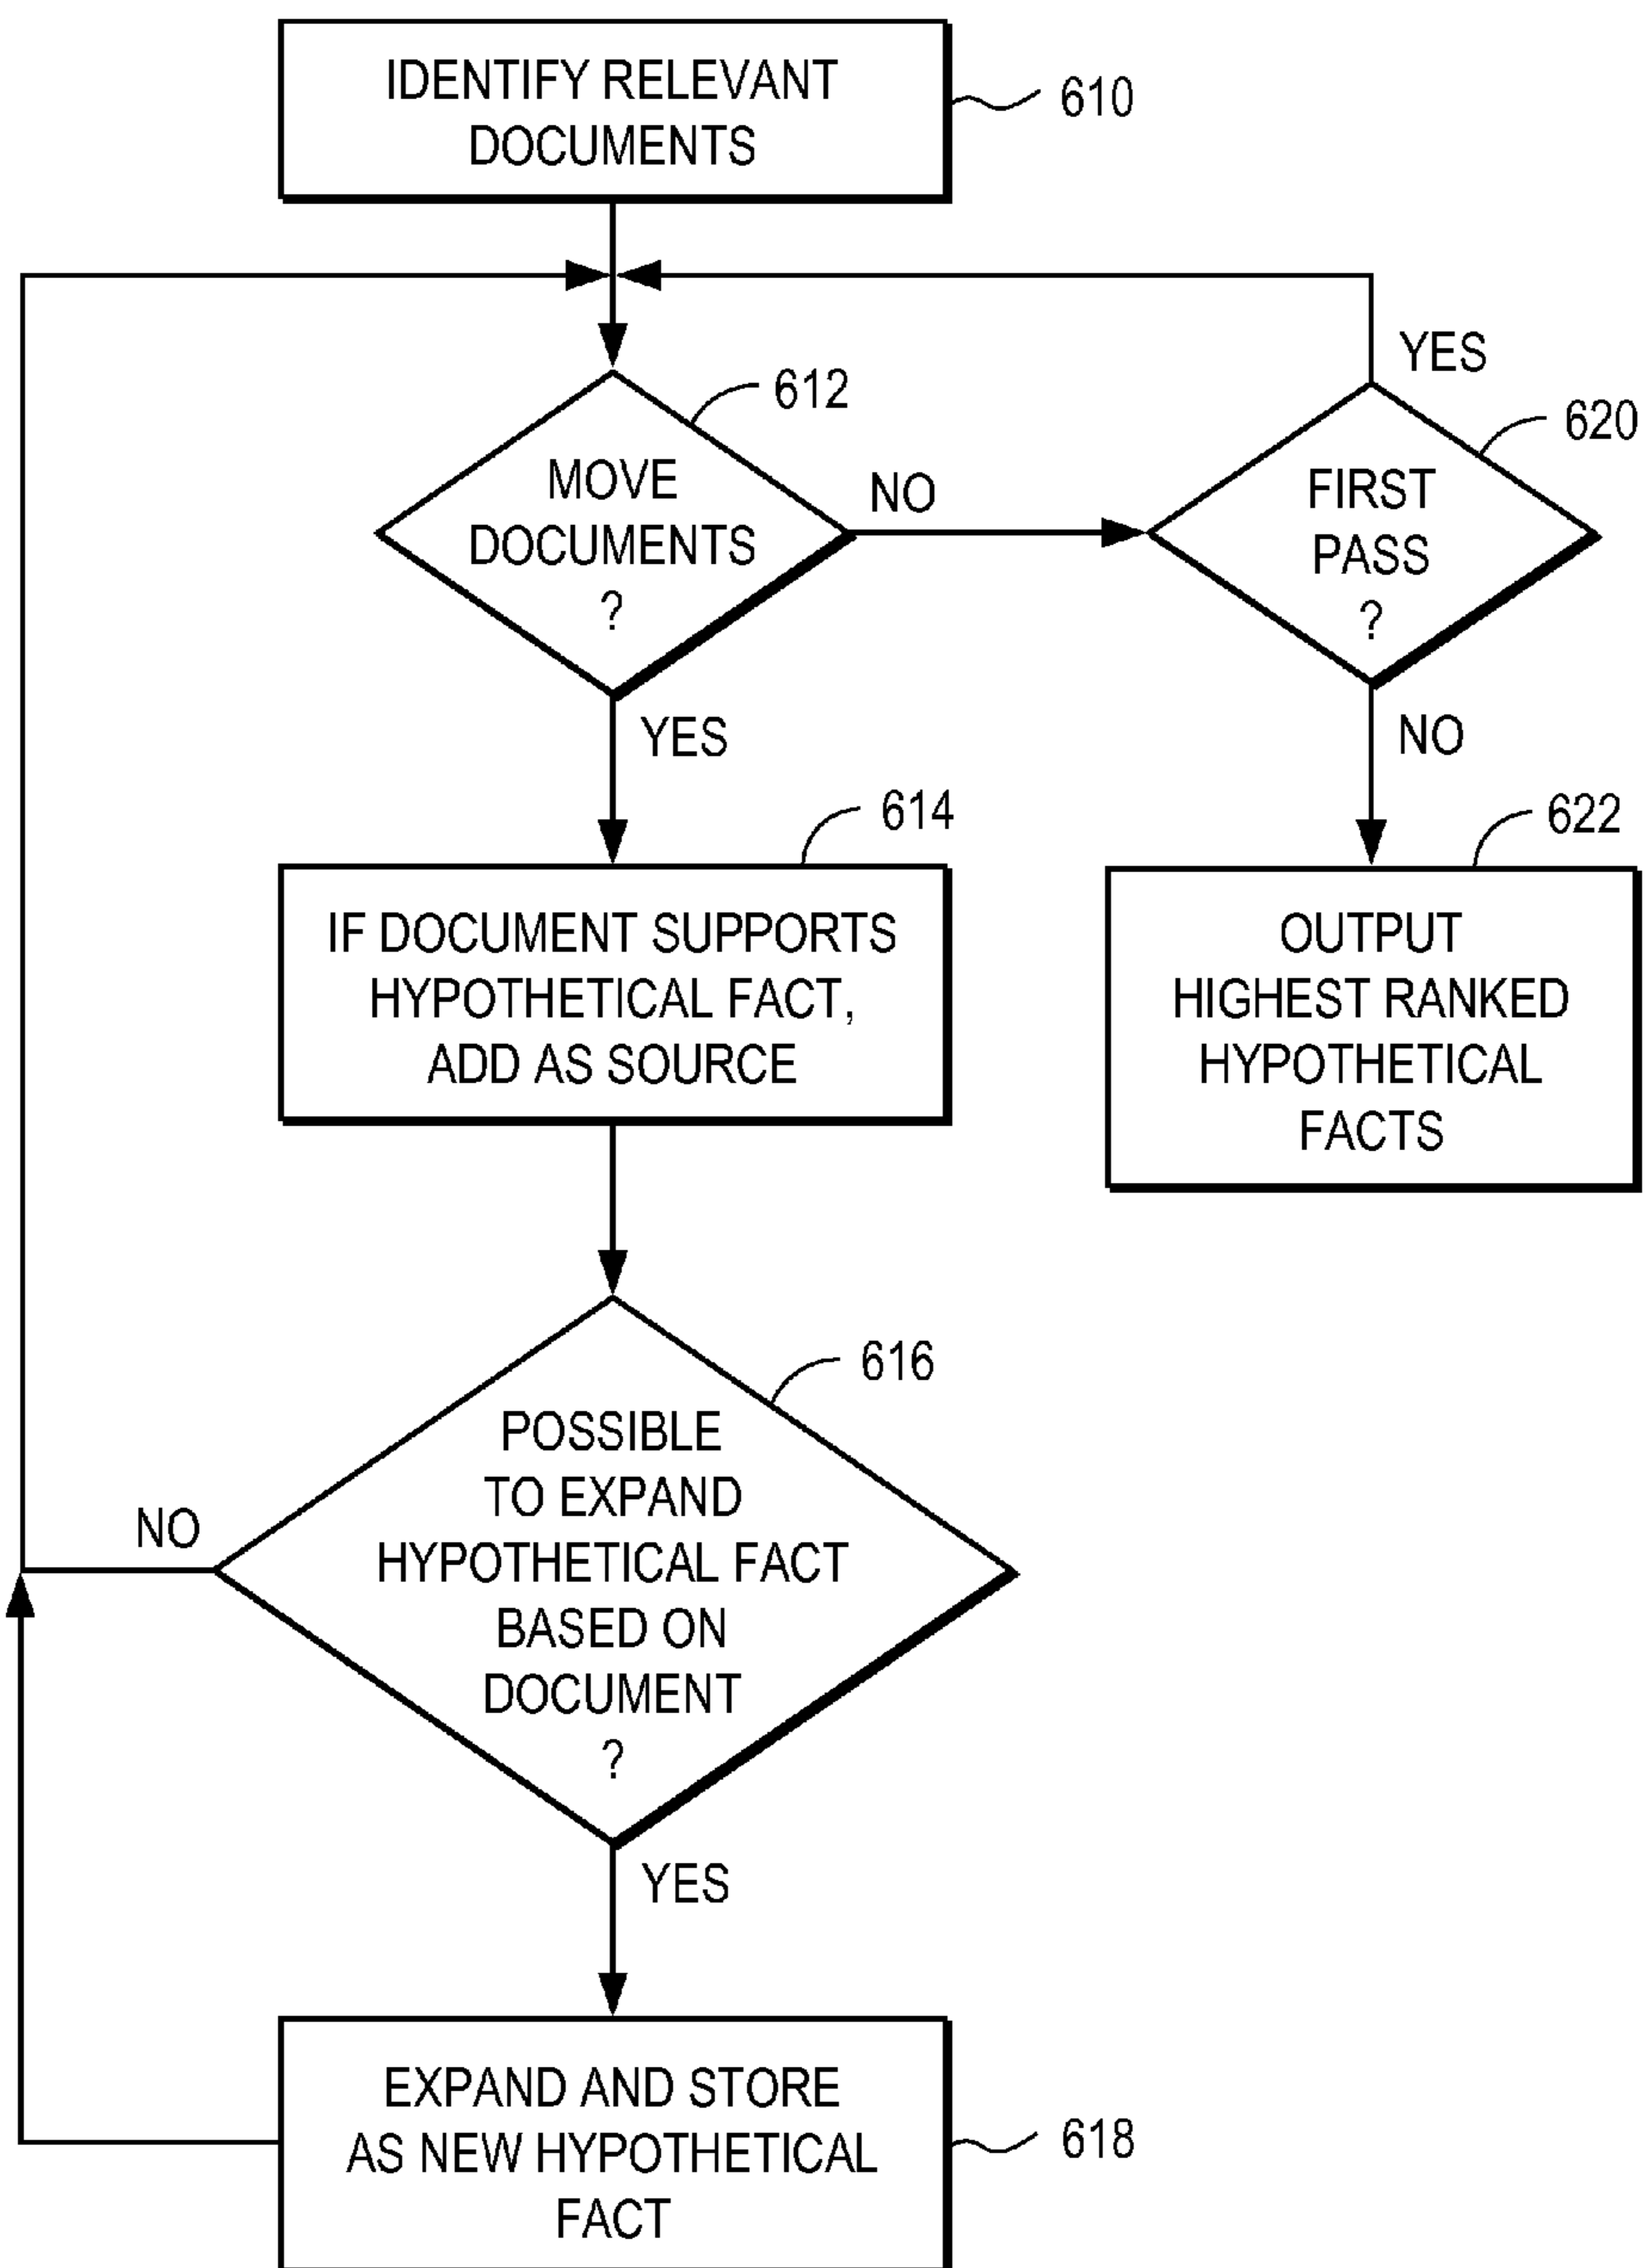 IDENTIFY RELEVANT
DOCUMENTS
610
YES
612
620
MOVE
DOCUMENTS
?
NO
FIRST
PASS
?
YES
NO
614
622
IF DOCUMENT SUPPORTS
HYPOTHETICAL FACT,
ADD AS SOURCE
OUTPUT
HIGHEST RANKED
HYPOTHETICAL
FACTS
616
POSSIBLE
TO EXPAND
HYPOTHETICAL FACT
BASED ON
DOCUMENT
?
NO
YES
EXPAND AND STORE
AS NEW HYPOTHETICAL
FACT
618